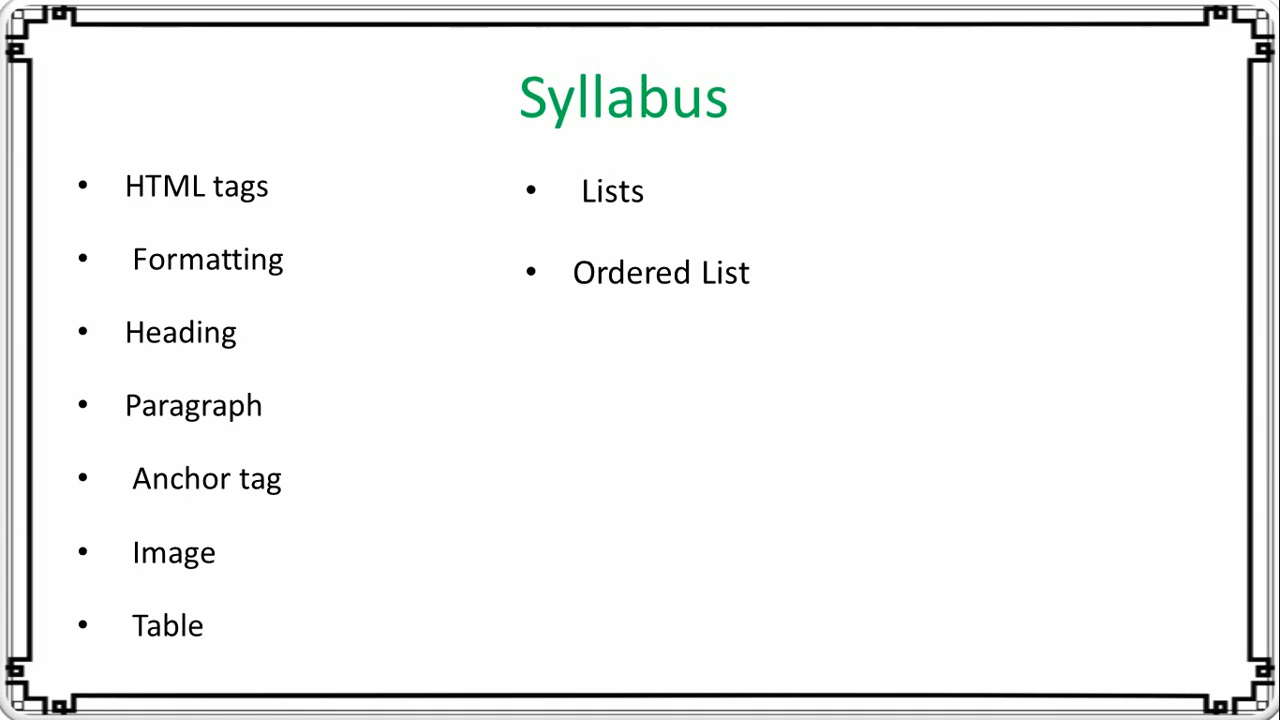 Syllabus
• HTML tags
• Formatting
• Heading
• Paragraph
• Anchor tag
• Image
• Table
• Lists
• Ordered List